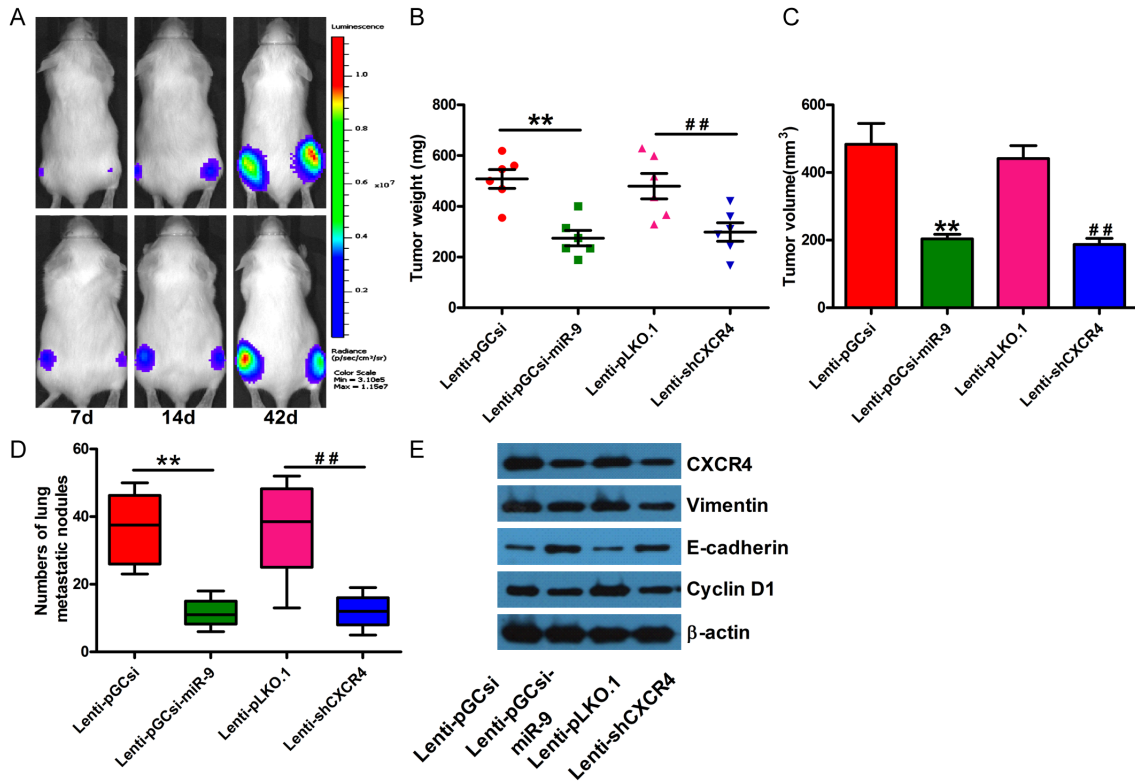 A
Luminescence
1.0
0.8
0.6
×10⁷
0.4
0.2
Radiance
(p/sec/cm²/sr)
Color Scale
Min = 3.10e5
Max = 1.15e7
7d
14d
42d
B
Tumor weight (mg)
800
600
400
200
0
**
##
Lenti-pGCsi
Lenti-pGCsi-miR-9
Lenti-pLKO.1
Lenti-shCXCR4
C
Tumor volume(mm³)
600
400
200
0
**
##
Lenti-pGCsi
Lenti-pGCsi-miR-9
Lenti-pLKO.1
Lenti-shCXCR4
D
Numbers of lung
metastatic nodules
60
40
20
0
**
##
Lenti-pGCsi
Lenti-pGCsi-miR-9
Lenti-pLKO.1
Lenti-shCXCR4
E
CXCR4
Vimentin
E-cadherin
Cyclin D1
β-actin
Lenti-pGCsi
Lenti-pGCsi-
miR-9
Lenti-pLKO.1
Lenti-shCXCR4